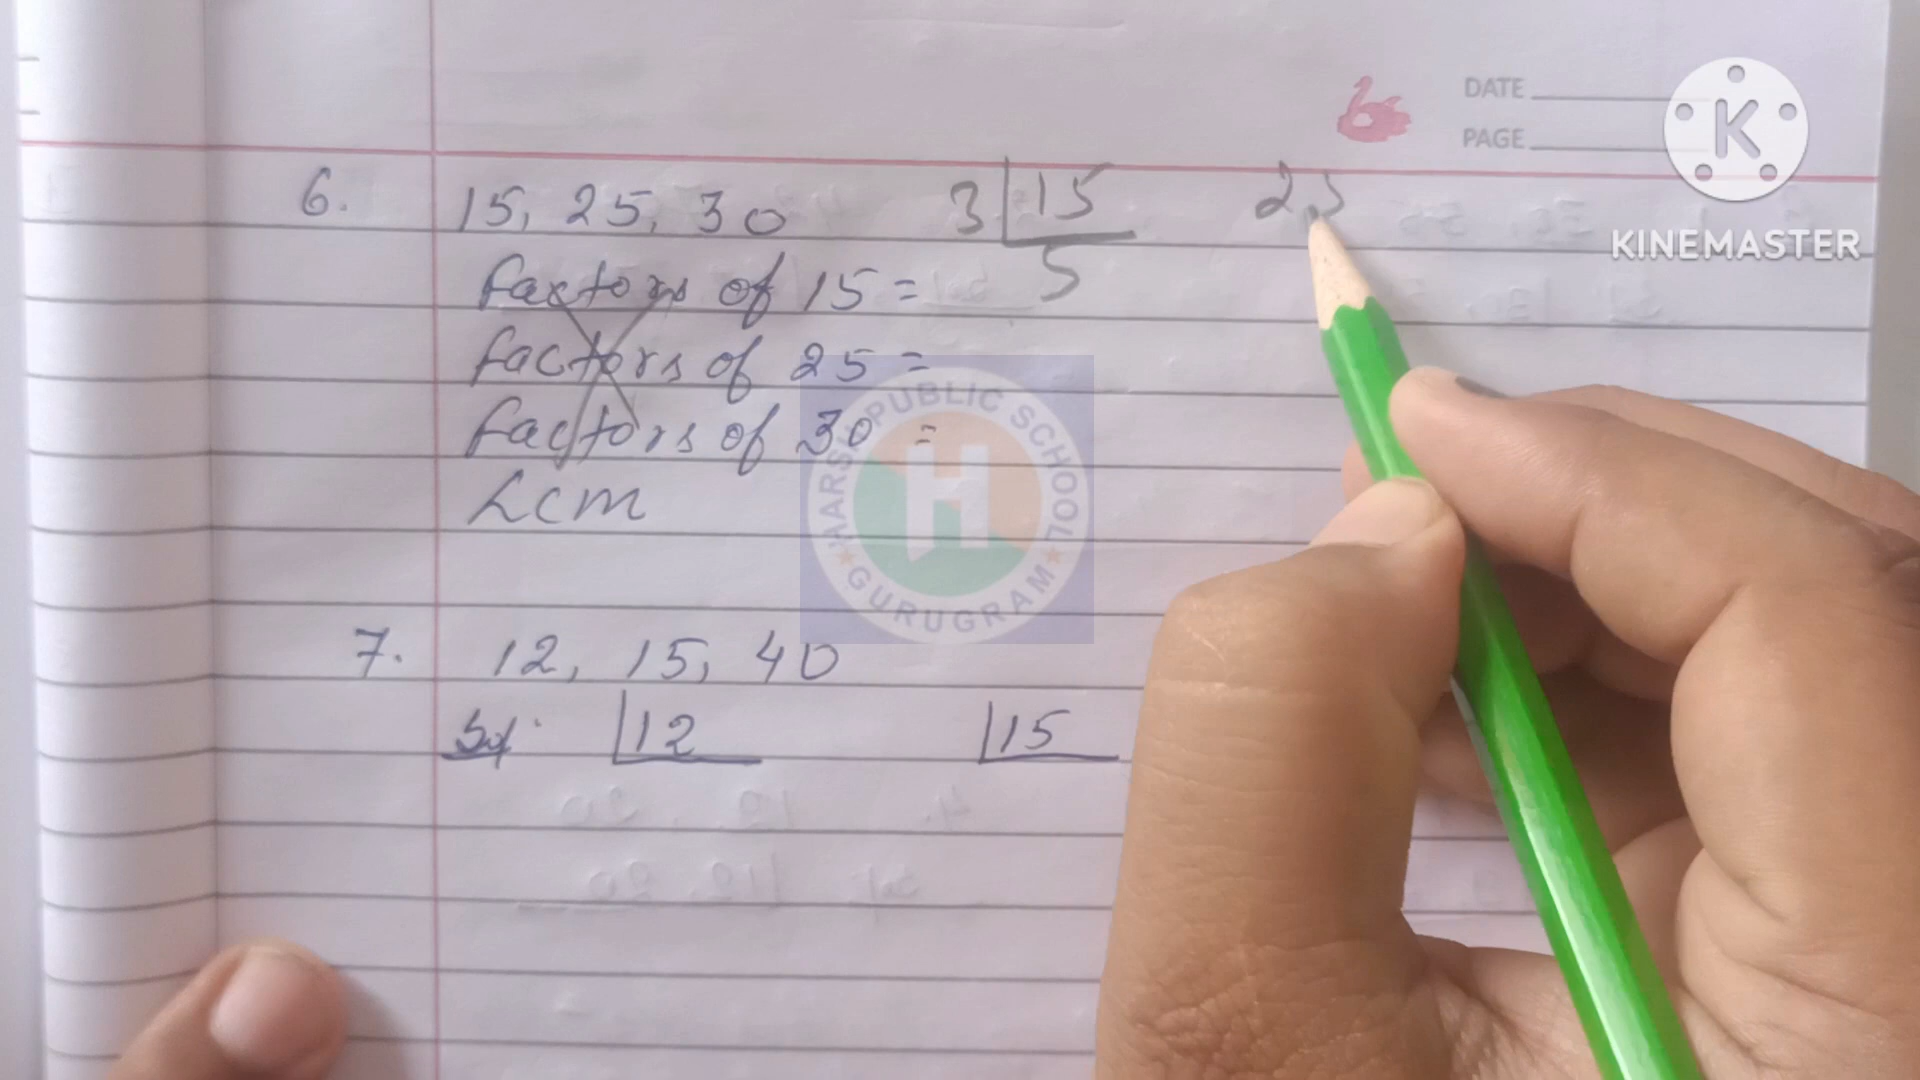 DATE
PAGE
KINEMASTER
6. 15, 25, 30 3 15 25
5
factors of 15 =
factors of 25 =
factors of 30 =
LCM
HARSH PUBLIC SCHOOL
H
GURUGRAM
7. 12, 15, 40
Sol. 12 15